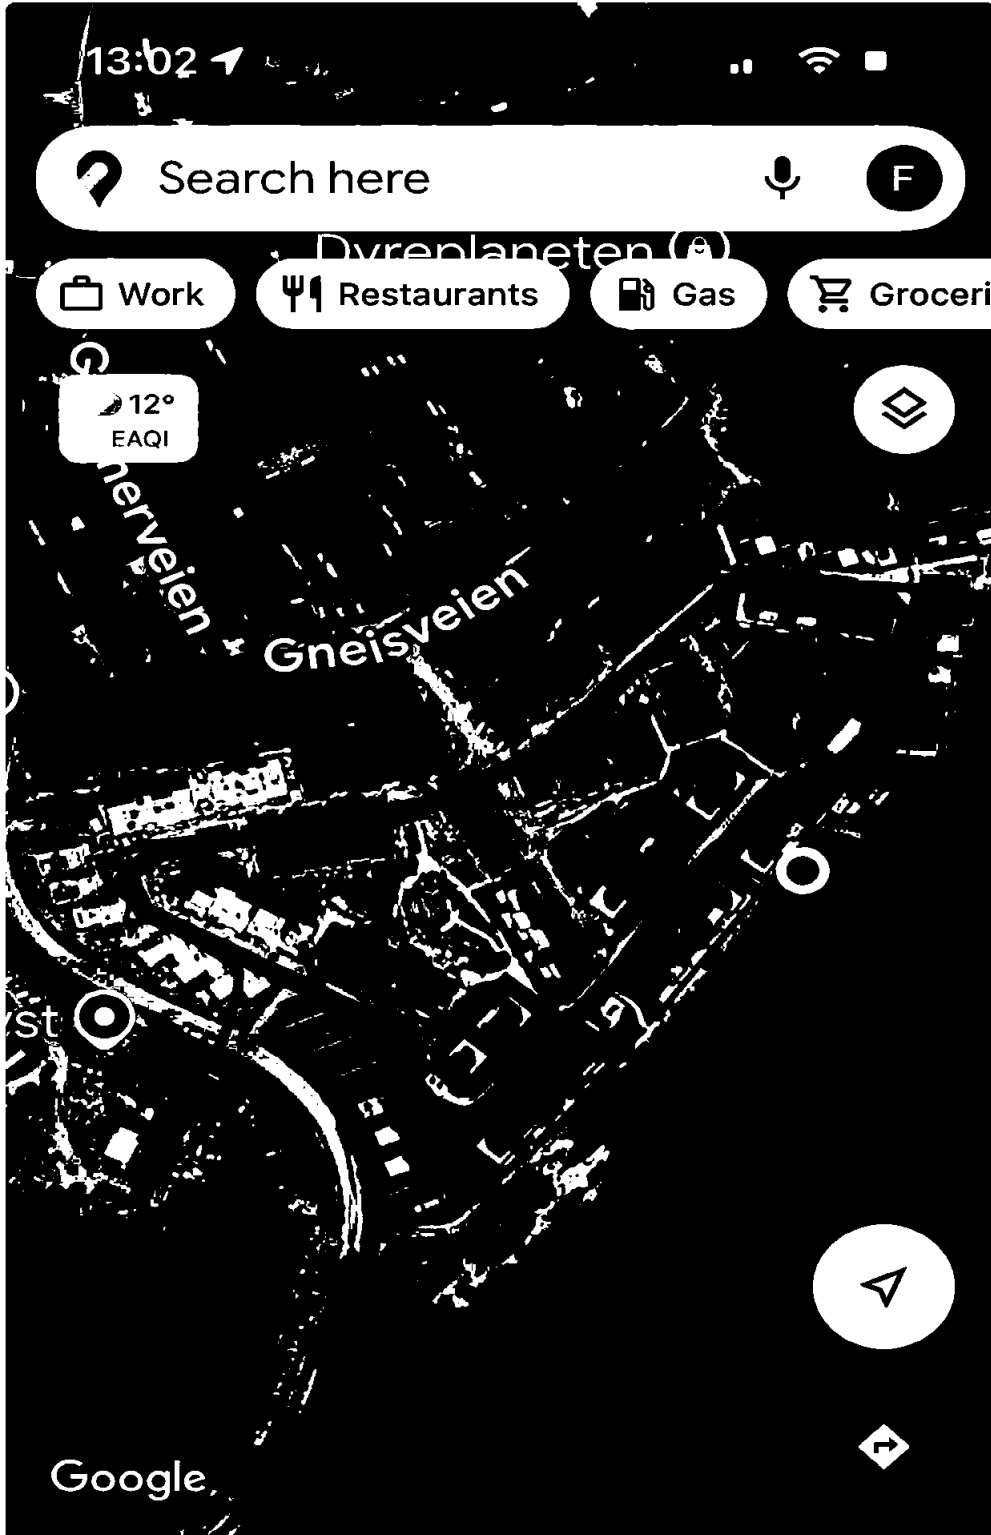 13:02
Search here
F
Dyreplaneten
Work
Restaurants
Gas
Groceri
12°
EAQI
Gneisveien
Google